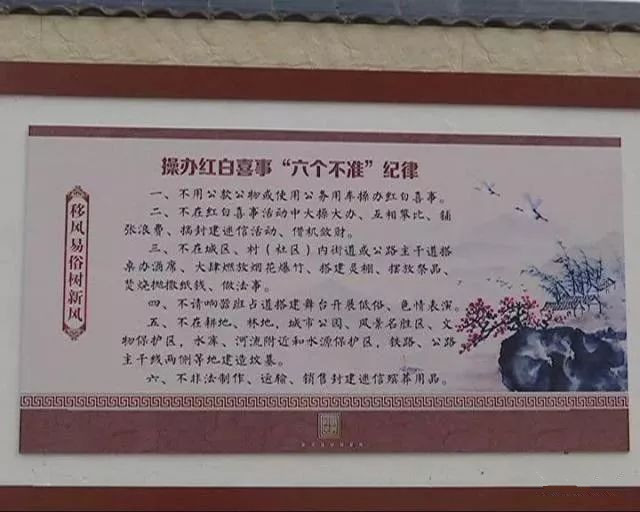 操办红白喜事“六个不准”纪律
移风易俗树新风
一、不用公款公物或使用公务用车操办红白喜事。
二、不在红白喜事活动中大操大办、互相攀比、铺
张浪费、搞封建迷信活动、借机敛财。
三、不在城区、村（社区）内街道或公路主干道搭
桌办酒席、大肆燃放烟花爆竹、搭建灵棚、摆放祭品、
焚烧抛撒纸钱、做法事。
四、不请响器班占道搭建舞台开展低俗、色情表演。
五、不在耕地、林地，城市公园、风景名胜区、文
物保护区，水库、河流附近和水源保护区，铁路、公路
主干线两侧等地建造坟墓。
六、不非法制作、运输、销售封建迷信殡葬用品。